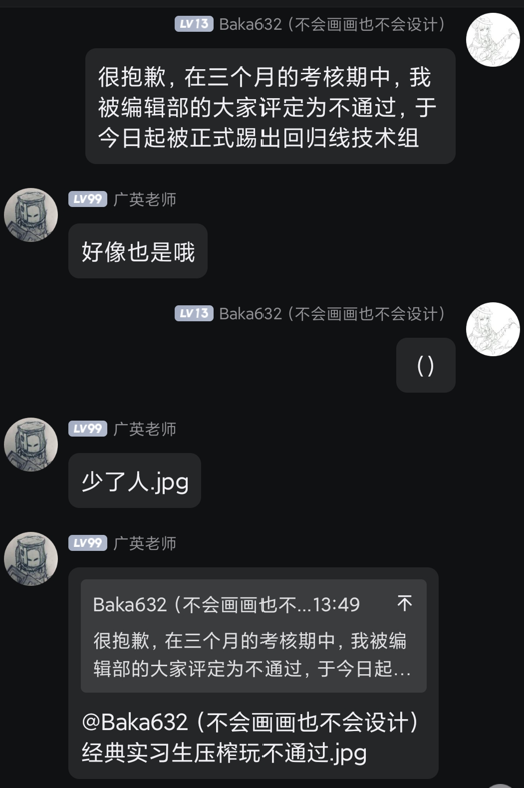 LV13 Baka632（不会画画也不会设计）
很抱歉，在三个月的考核期中，我
被编辑部的大家评定为不通过，于
今日起被正式踢出回归线技术组
LV99 广英老师
好像也是哦
LV13 Baka632（不会画画也不会设计）
（）
LV99 广英老师
少了人.jpg
LV99 广英老师
Baka632（不会画画也不...13:49
很抱歉，在三个月的考核期中，我被编
辑部的大家评定为不通过，于今日起...
@Baka632（不会画画也不会设计）
经典实习生压榨玩不通过.jpg